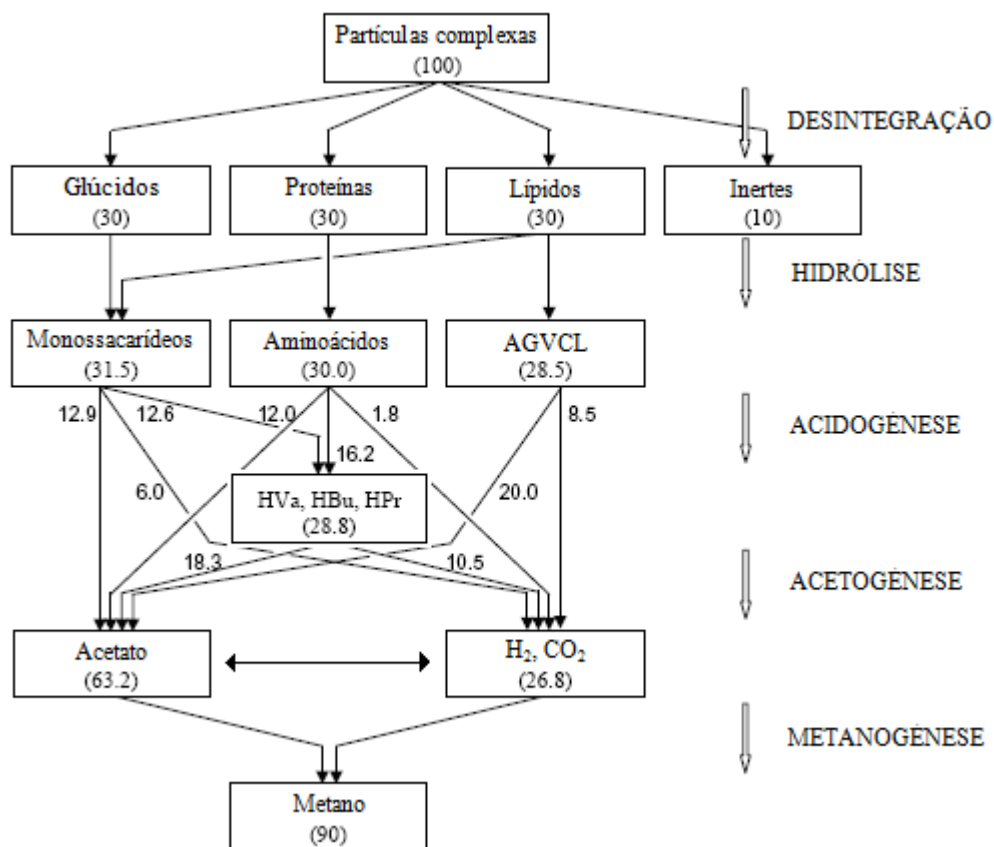 Partículas complexas
(100)
DESINTEGRAÇÃO
Glúcidos
(30)
Proteínas
(30)
Lípidos
(30)
Inertes
(10)
HIDRÓLISE
Monossacarídeos
(31.5)
Aminoácidos
(30.0)
AGVCL
(28.5)
12.9
12.6
12.0
1.8
8.5
ACIDOGÉNESE
16.2
6.0
HVa, HBu, HPr
(28.8)
20.0
18.3
10.5
ACETOGÉNESE
Acetato
(63.2)
H₂, CO₂
(26.8)
METANOGÉNESE
Metano
(90)